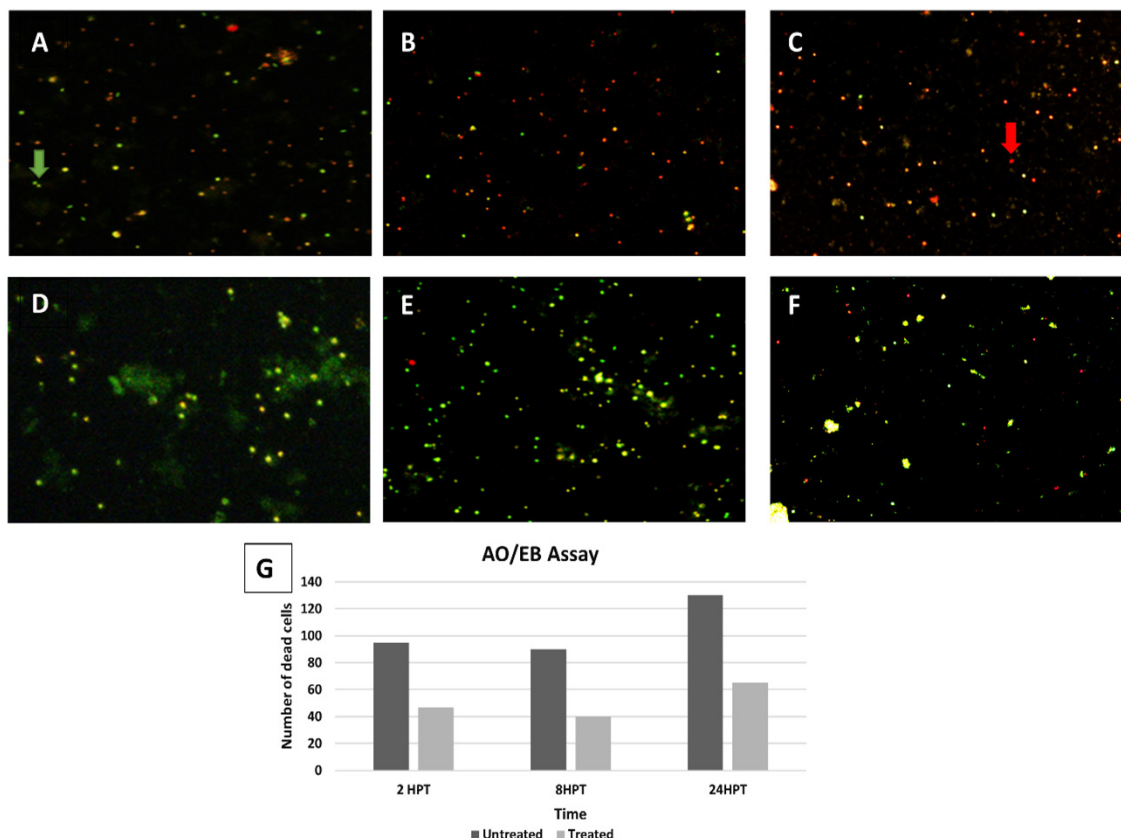 A
B
C
D
E
F
G
AO/EB Assay
Number of dead cells
140
120
100
80
60
40
20
0
2 HPT
8HPT
24HPT
Time
Untreated
Treated